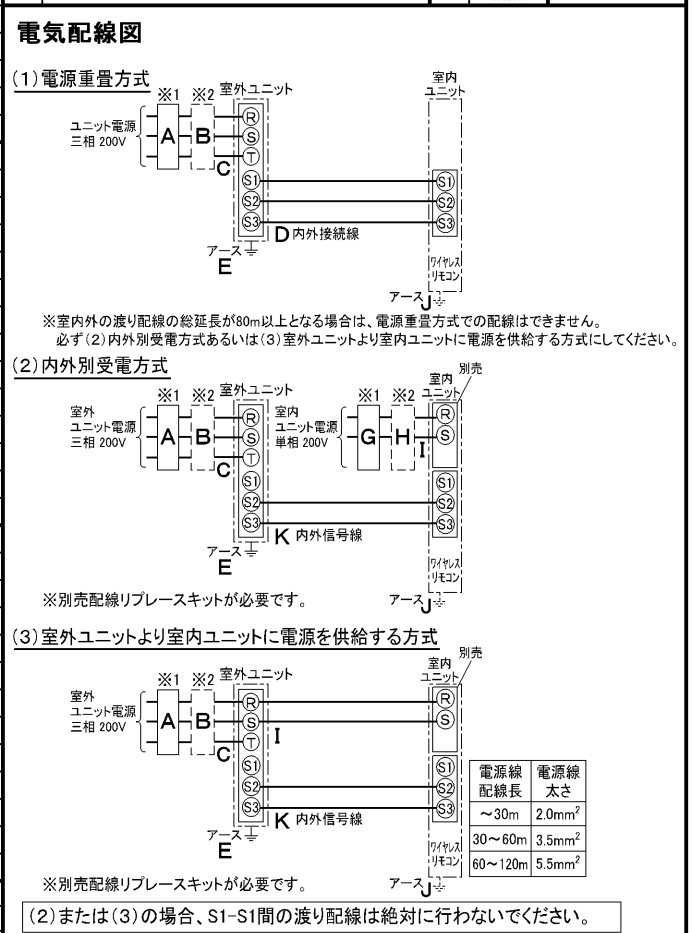 電気配線図
(1)電源重畳方式
※1 ※2 室外ユニット
室内
ユニット
ユニット電源
三相 200V
A B C
R
S
T
S1 S1
S2 S2
S3 S3
D 内外接続線
アース
E
ワイヤレス
リモコン
アース J
※室内外の渡り配線の総延長が80m以上となる場合は、電源重畳方式での配線はできません。
必ず(2)内外別受電方式あるいは(3)室外ユニットより室内ユニットに電源を供給する方式にしてください。
(2)内外別受電方式
※1 ※2 室外ユニット
※1 ※2 室内
ユニット
別売
室外
ユニット電源
三相 200V
A B C
室内
ユニット電源
単相 200V
G H I
R R
S S
T
S1 S1
S2 S2
S3 S3
K 内外信号線
アース
E
ワイヤレス
リモコン
アース J
※別売配線リプレースキットが必要です。
(3)室外ユニットより室内ユニットに電源を供給する方式
※1 ※2 室外ユニット
室内
ユニット
別売
室外
ユニット電源
三相 200V
A B C
R R
S S
I
T
S1 S1
S2 S2
S3 S3
K 内外信号線
アース
E
ワイヤレス
リモコン
アース J
電源線 電源線
配線長 太さ
～30m 2.0mm²
30～60m 3.5mm²
60～120m 5.5mm²
※別売配線リプレースキットが必要です。
(2)または(3)の場合、S1-S1間の渡り配線は絶対に行わないでください。